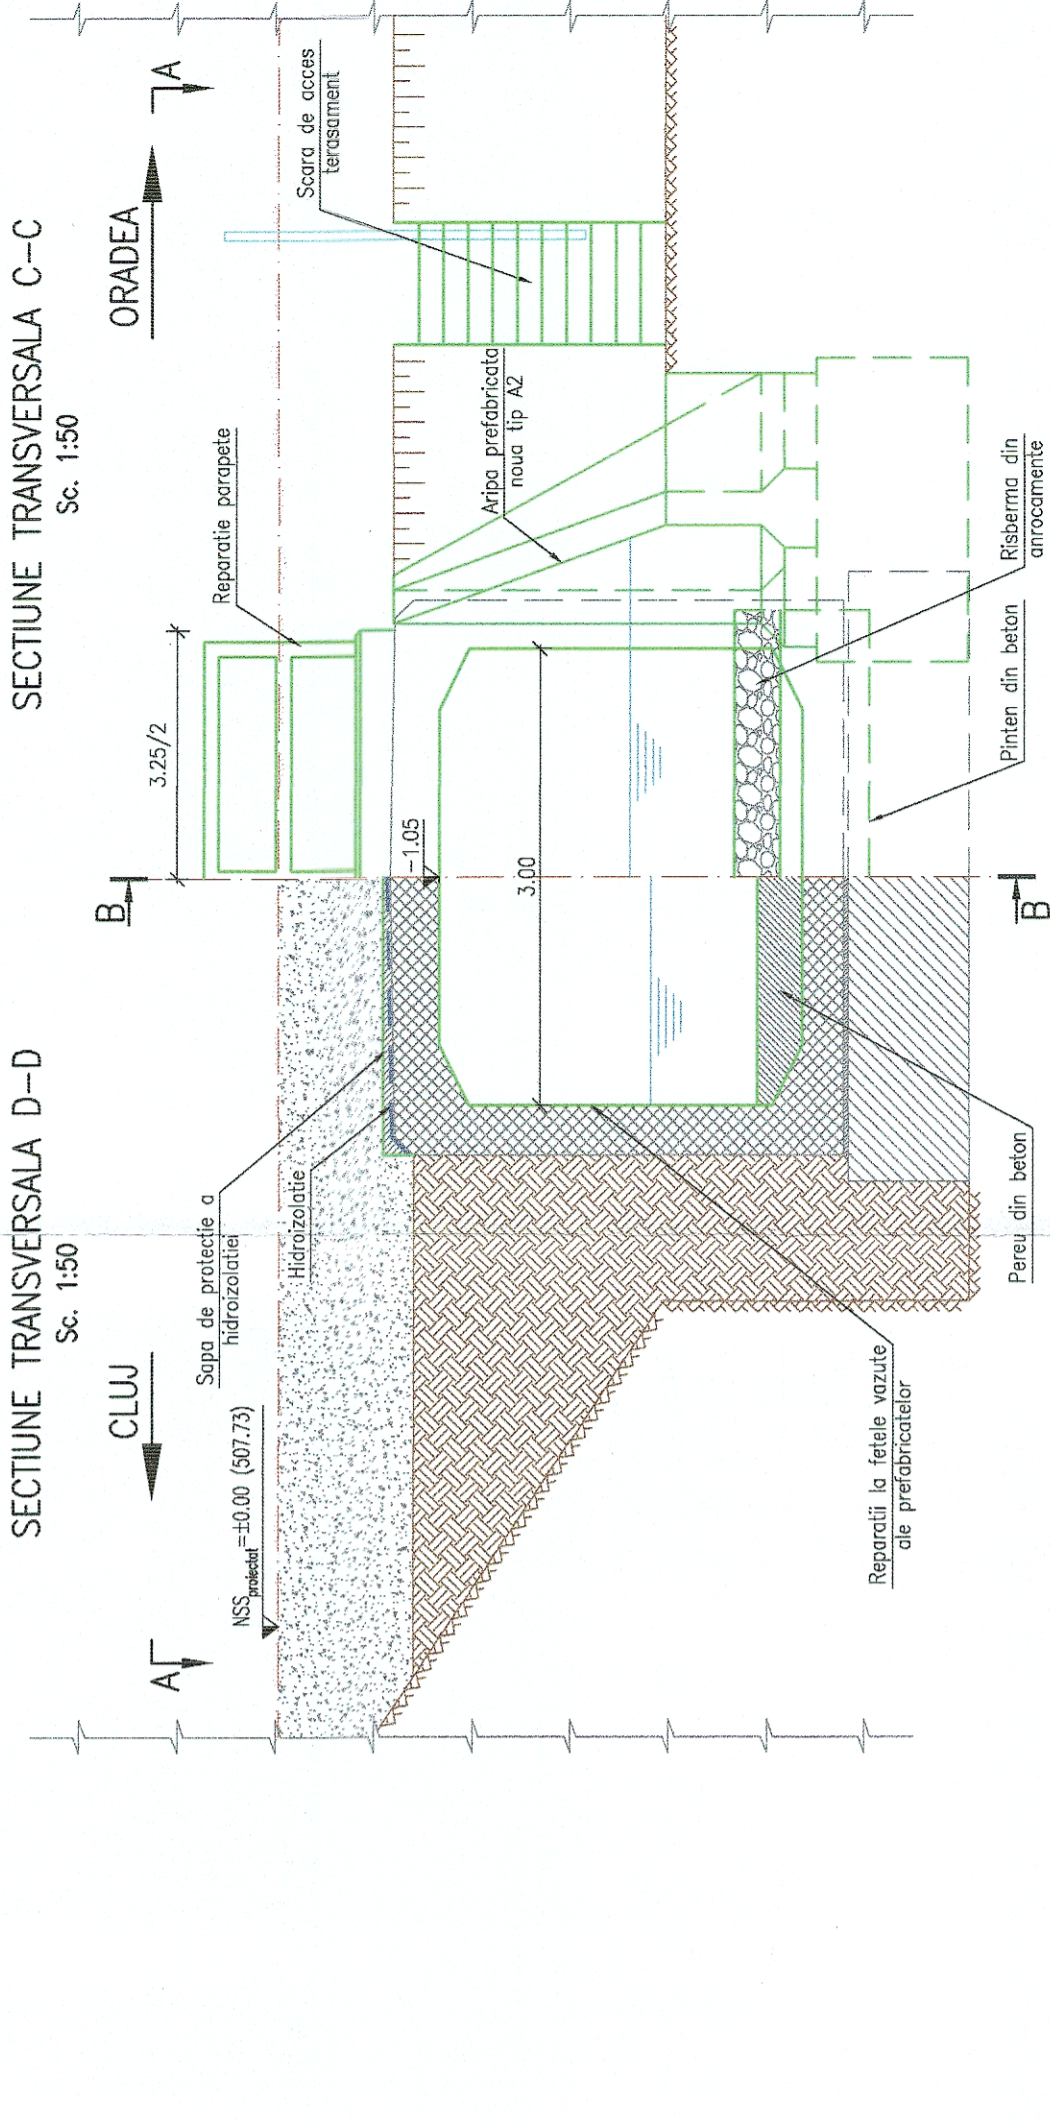 SECTIUNE TRANSVERSALA D-D
Sc. 1:50
SECTIUNE TRANSVERSALA C-C
Sc. 1:50
CLUJ
ORADEA
A
A
B
B
3.25/2
Reparatie parapete
Scara de acces
terasament
Sapa de protectie a
hidroizolatiei
Hidroizolatie
NSSproiectat=±0.00 (507.73)
-1.05
3.00
Aripa prefabricata
noua tip A2
Reparatii la fetele vazute
ale prefabricatelor
Pereu din beton
Pinten din beton
Risberma din
anrocamente